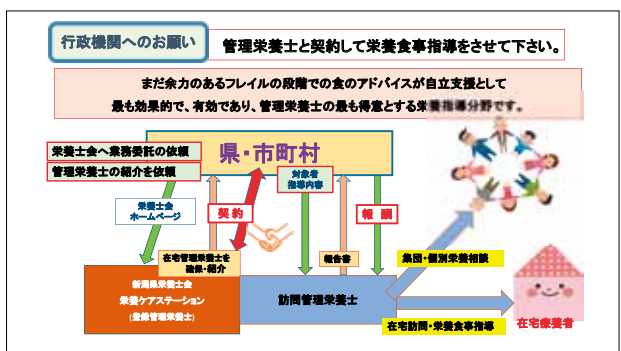 行政機関へのお願い
管理栄養士と契約して栄養食事指導をさせて下さい。
まだ余力のあるフレイルの段階での食のアドバイスが自立支援として
最も効果的で、有効であり、管理栄養士の最も得意とする栄養指導分野です。
栄養士会へ業務委託の依頼
管理栄養士の紹介を依頼
県・市町村
対象者
指導内容
栄養士会
ホームページ
契約
報酬
在宅管理栄養士を
確保・紹介
報告書
集団・個別栄養相談
新潟県栄養士会
栄養ケアステーション
(登録管理栄養士)
訪問管理栄養士
在宅訪問・栄養食事指導
在宅療養者